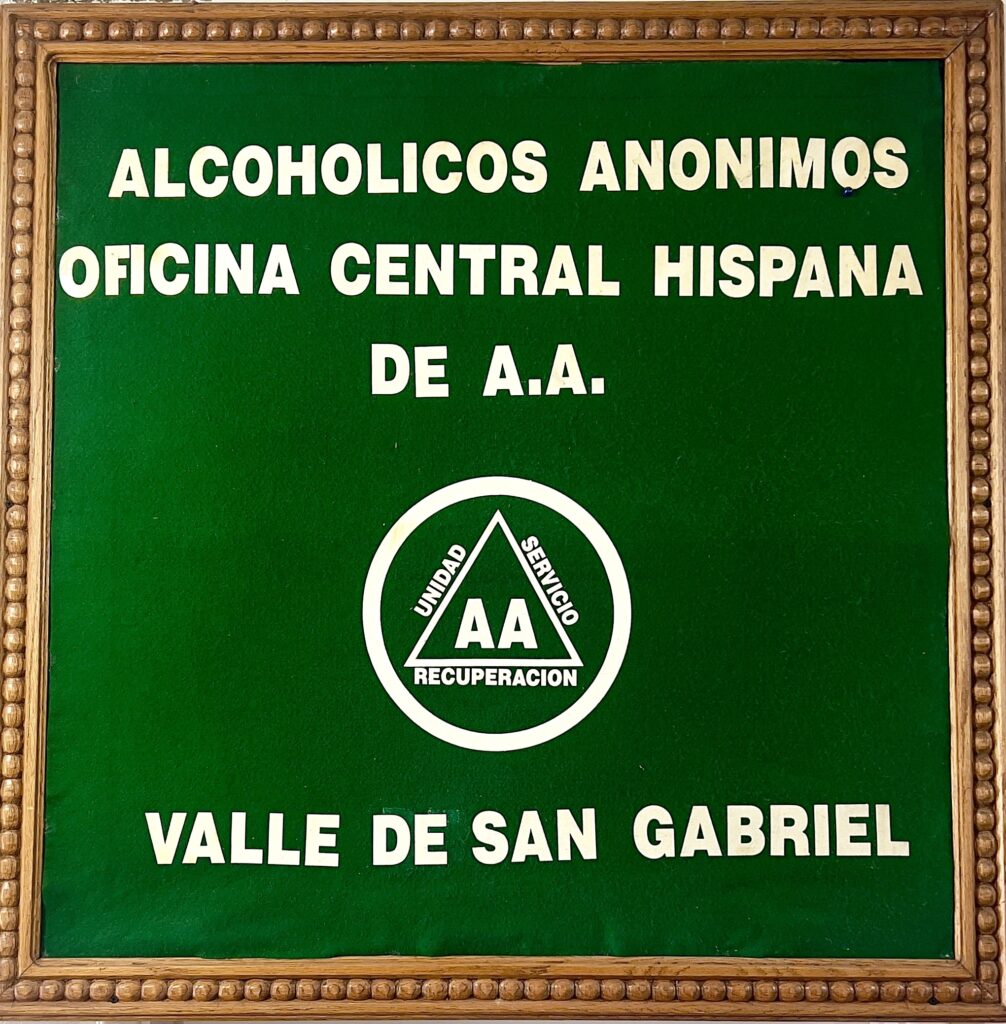 ALCOHOLICOS ANONIMOS
OFICINA CENTRAL HISPANA
DE A.A.
UNIDAD
SERVICIO
AA
RECUPERACION
VALLE DE SAN GABRIEL